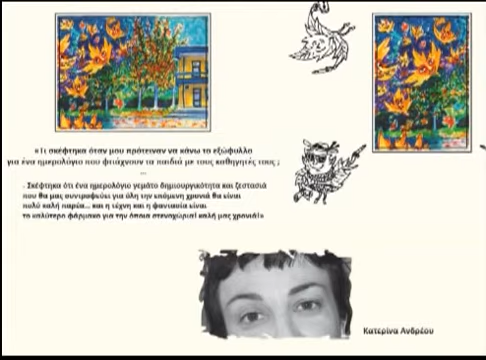 « Τι σκέφτηκα όταν μου πρότειναν να κάνω το εξώφυλλο
για ένα ημερολόγιο που φτιάχνουν τα παιδιά με τους καθηγητές τους ;
...
. Σκέφτηκα ότι ένα ημερολόγιο γεμάτο δημιουργικότητα και ζεστασιά
που θα μας συντροφεύει για όλη την επόμενη χρονιά θα είναι
πολύ καλή παρέα... και η τέχνη και η φαντασία είναι
το καλύτερο φάρμακο για την όποια στενοχώρια! καλή μας χρονιά!»
Κατερίνα Ανδρέου